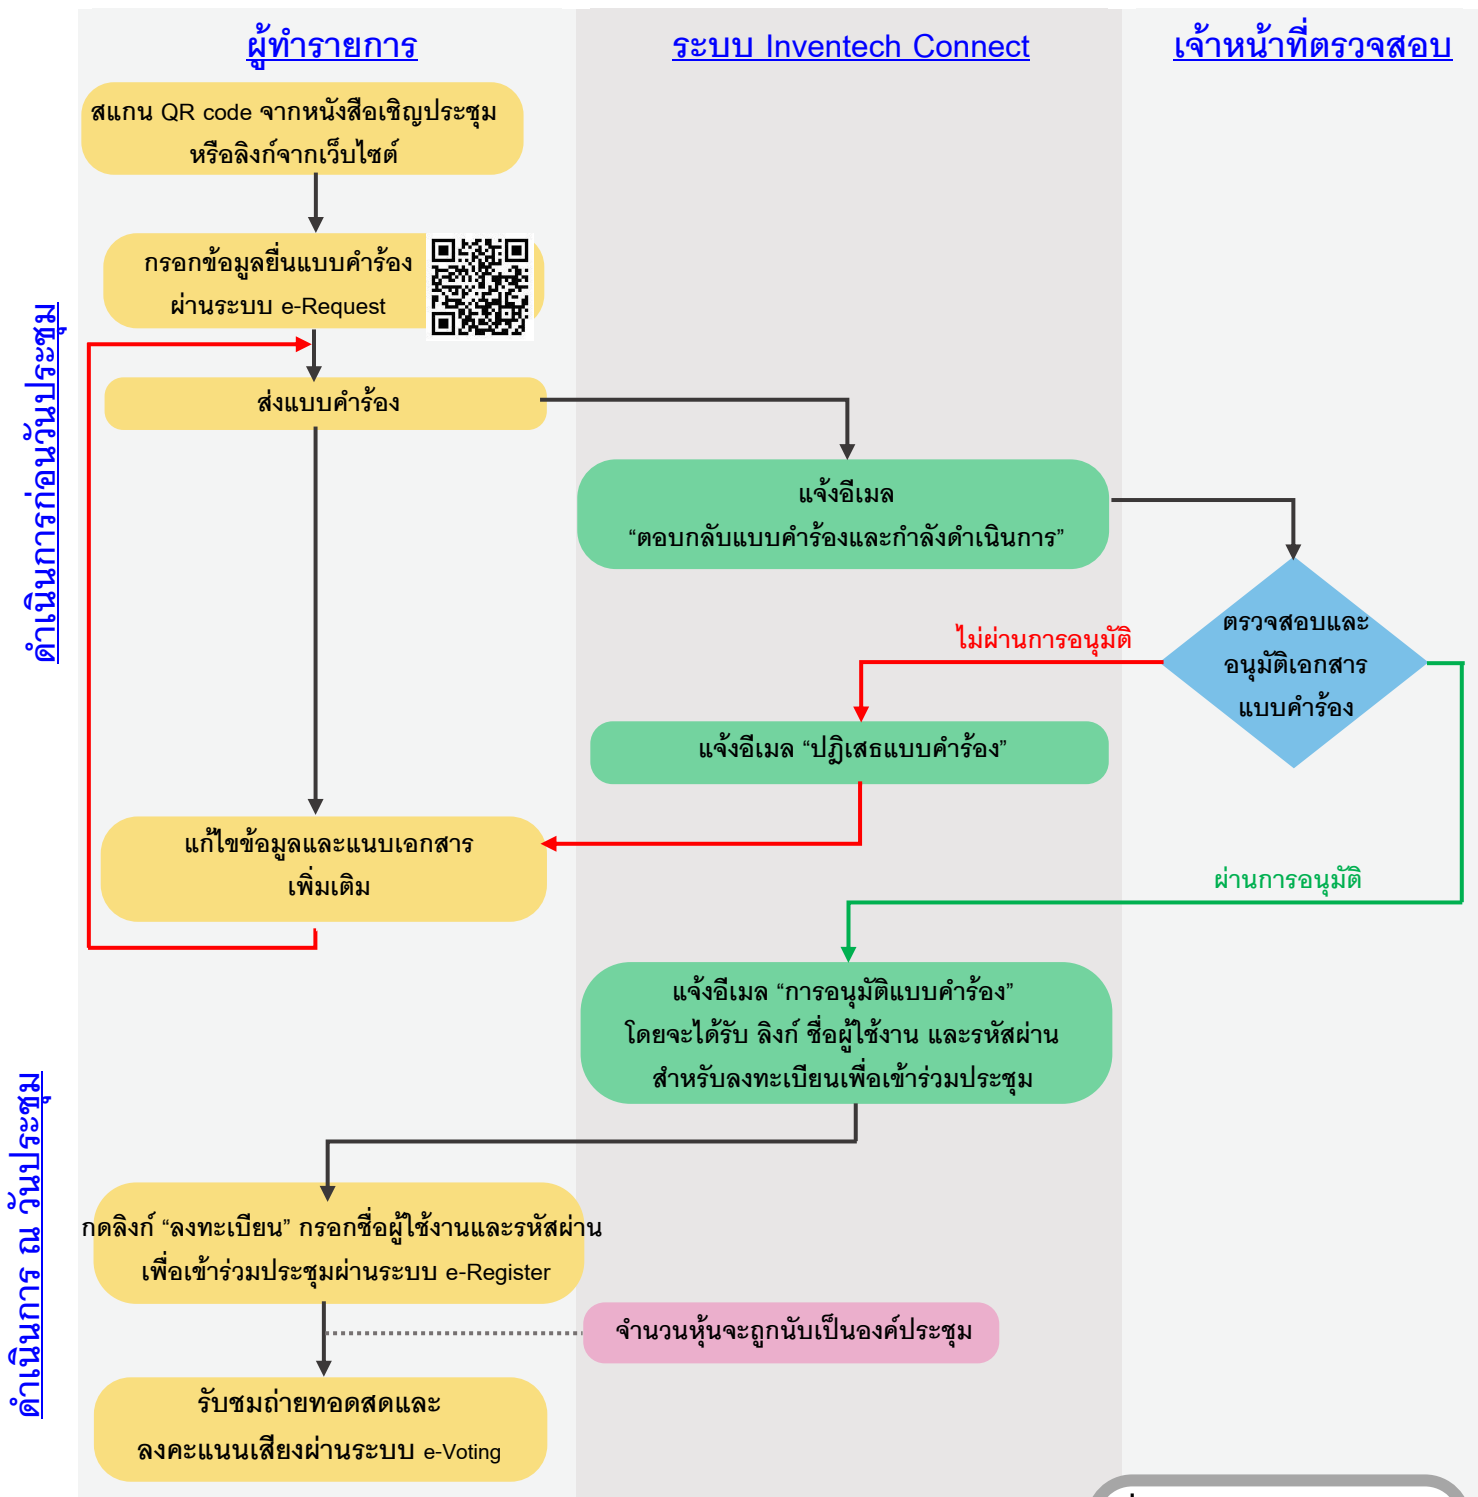 ผู้ทำรายการ
ระบบ Inventech Connect
เจ้าหน้าที่ตรวจสอบ
ดำเนินการก่อนวันประชุม
สแกน QR code จากหนังสือเชิญประชุม
หรือลิงก์จากเว็บไซต์
กรอกข้อมูลยื่นแบบคำร้อง
ผ่านระบบ e-Request
ส่งแบบคำร้อง
แจ้งอีเมล
“ตอบกลับแบบคำร้องและกำลังดำเนินการ”
ตรวจสอบและ
อนุมัติเอกสาร
แบบคำร้อง
ไม่ผ่านการอนุมัติ
แจ้งอีเมล “ปฎิเสธแบบคำร้อง”
แก้ไขข้อมูลและแนบเอกสาร
เพิ่มเติม
ผ่านการอนุมัติ
แจ้งอีเมล “การอนุมัติแบบคำร้อง”
โดยจะได้รับ ลิงก์ ชื่อผู้ใช้งาน และรหัสผ่าน
สำหรับลงทะเบียนเพื่อเข้าร่วมประชุม
ดำเนินการ ณ วันประชุม
กดลิงก์ “ลงทะเบียน” กรอกชื่อผู้ใช้งานและรหัสผ่าน
เพื่อเข้าร่วมประชุมผ่านระบบ e-Register
จำนวนหุ้นจะถูกนับเป็นองค์ประชุม
รับชมถ่ายทอดสดและ
ลงคะแนนเสียงผ่านระบบ e-Voting